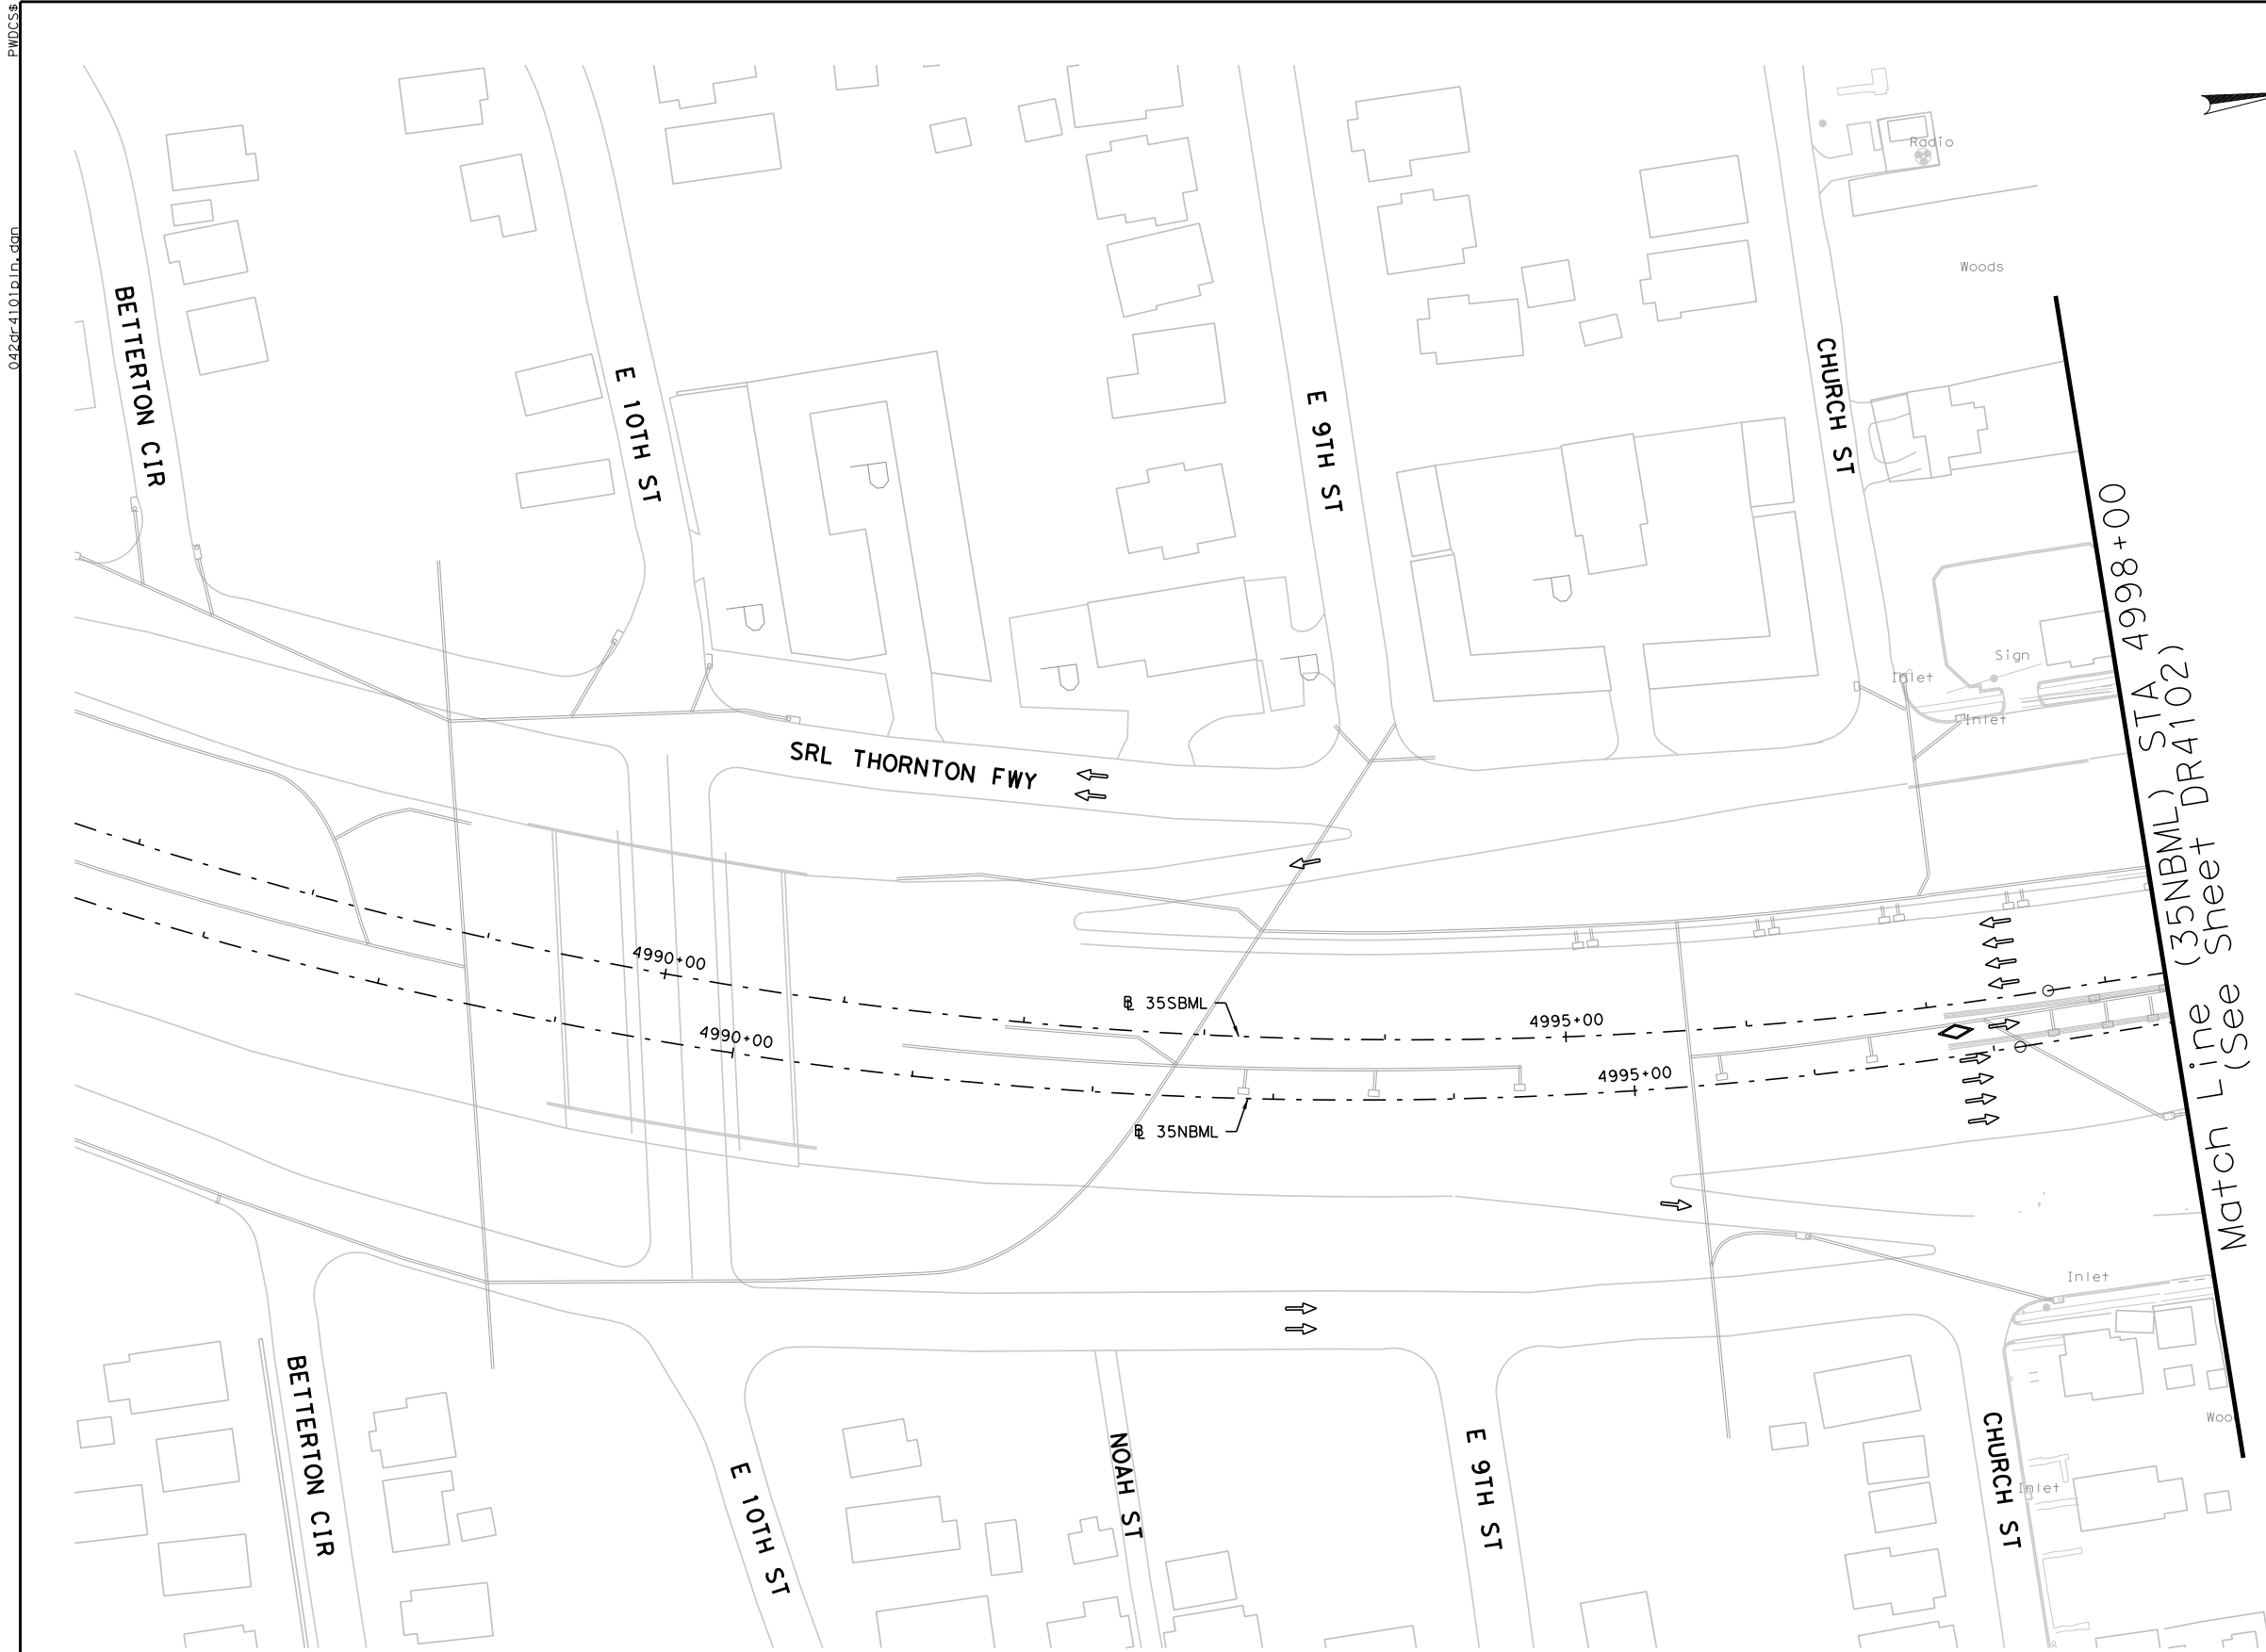 PWDCS$
042dr4101pln.dgn
Radio
Woods
BETTERTON CIR
E 10TH ST
E 9TH ST
CHURCH ST
Sign
Inlet
Inlet
SRL THORNTON FWY
4990+00
4990+00
℄ 35SBML
4995+00
4995+00
℄ 35NBML
Match Line (35NBML) STA 4998+00
(See Sheet DR4102)
Inlet
BETTERTON CIR
E 10TH ST
NOAH ST
E 9TH ST
CHURCH ST
Woo
Inlet